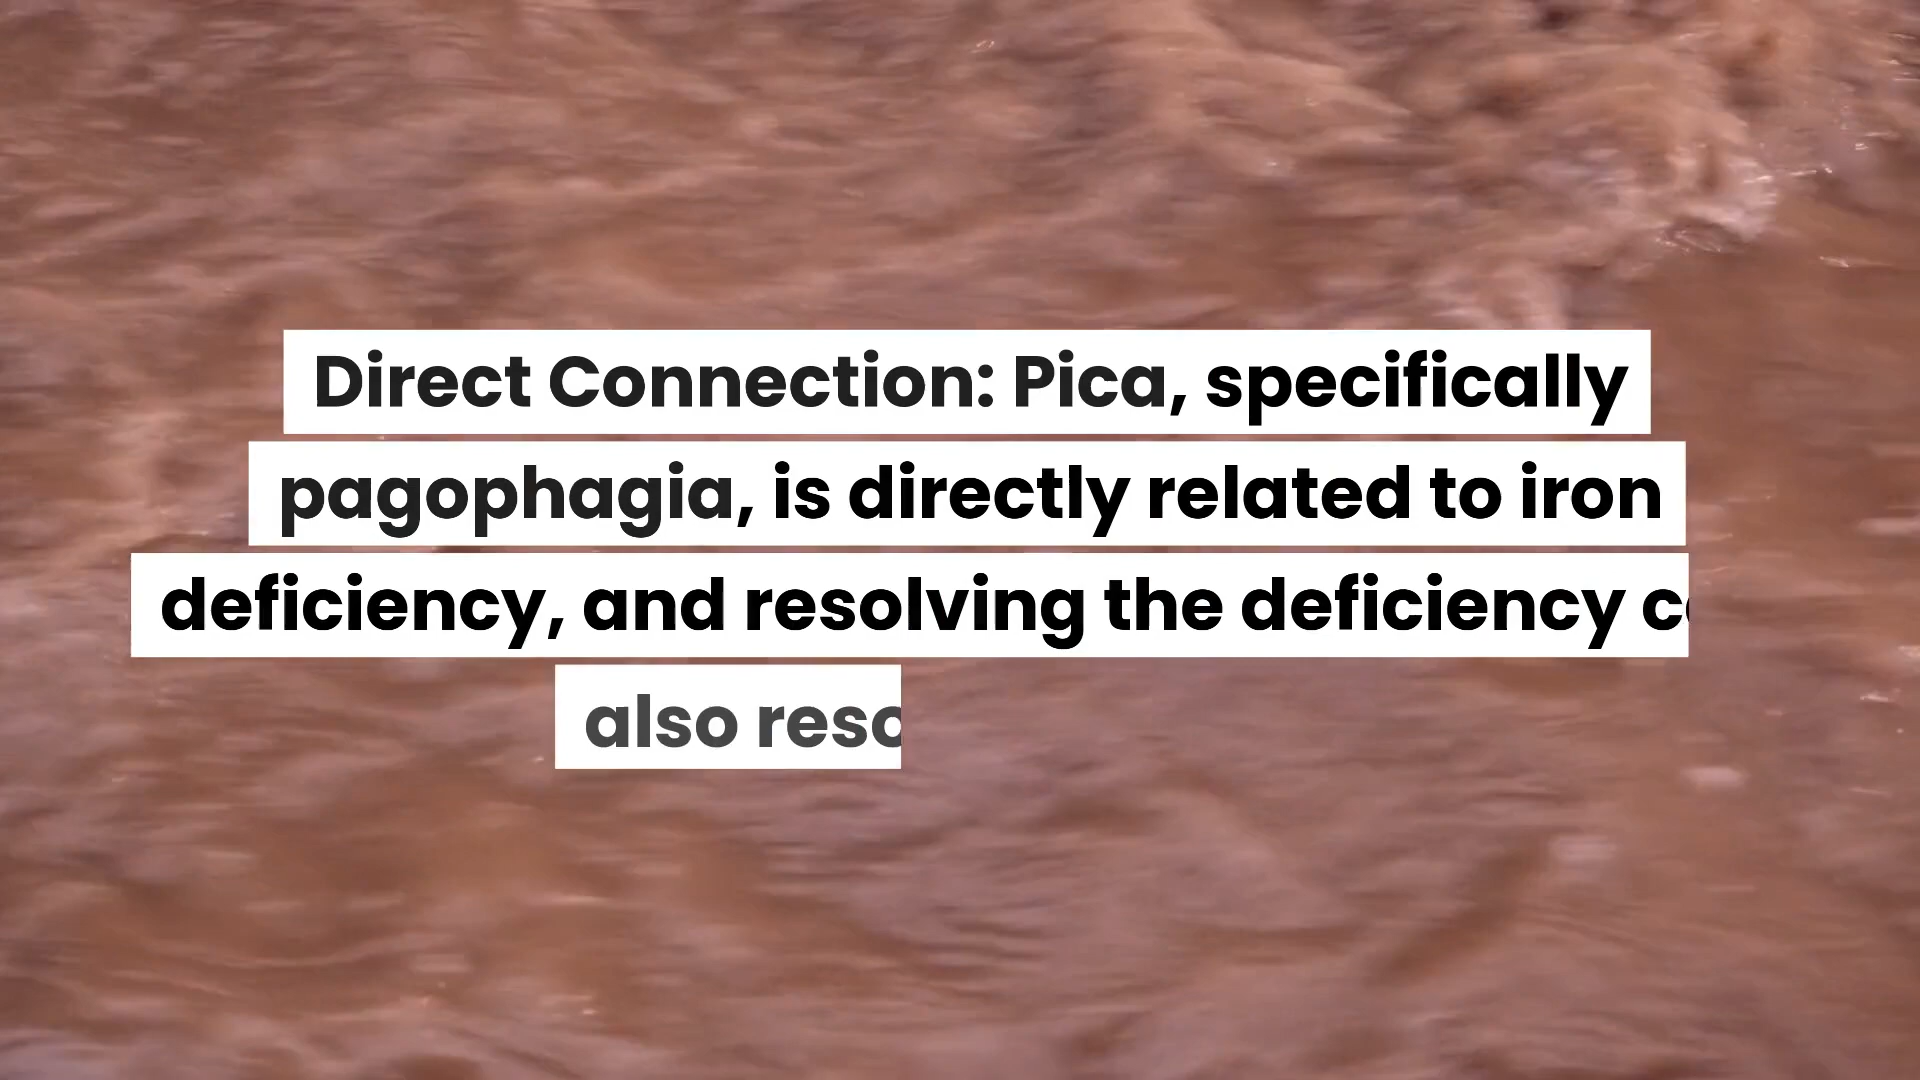 Direct Connection: Pica, specifically
pagophagia, is directly related to iron
deficiency, and resolving the deficiency
also